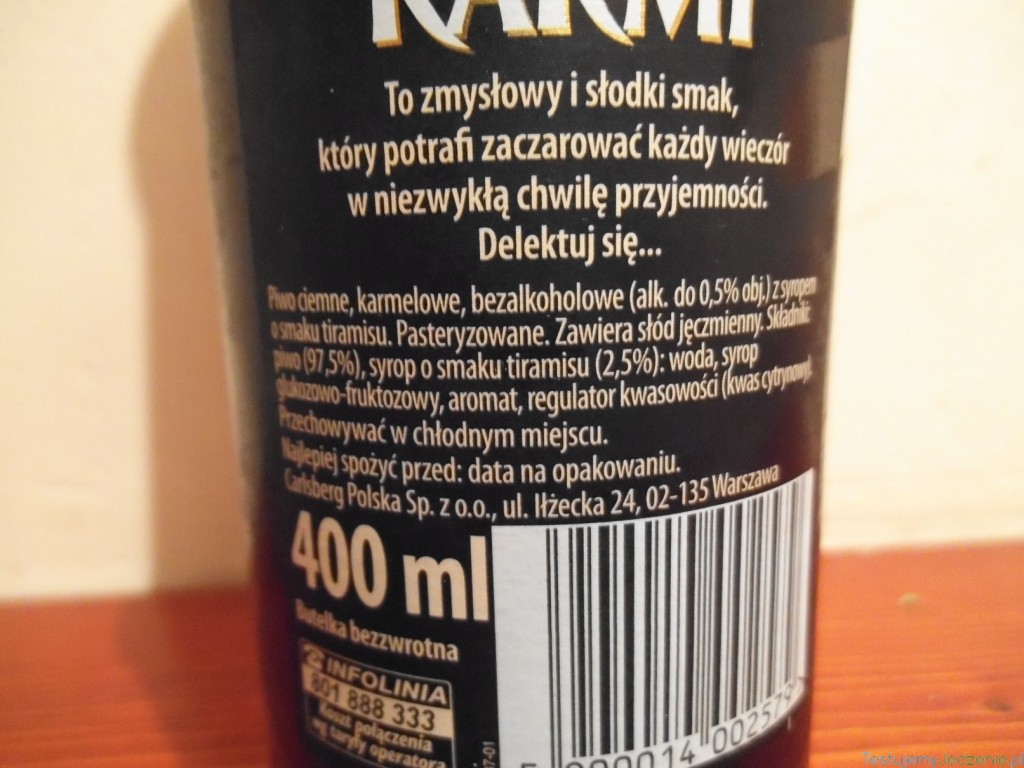 KARMI
To zmysłowy i słodki smak,
który potrafi zaczarować każdy wieczór
w niezwykłą chwilę przyjemności.
Delektuj się...
Piwo ciemne, karmelowe, bezalkoholowe (alk. do 0,5% obj.) z syropem
o smaku tiramisu. Pasteryzowane. Zawiera słód jęczmienny. Składniki:
piwo (97,5%), syrop o smaku tiramisu (2,5%): woda, syrop
glukozowo-fruktozowy, aromat, regulator kwasowości (kwas cytrynowy).
Przechowywać w chłodnym miejscu.
Najlepiej spożyć przed: data na opakowaniu.
Carlsberg Polska Sp. z o.o., ul. Iłżecka 24, 02-135 Warszawa
400 ml
Butelka bezzwrotna
INFOLINIA
801 888 333
Koszt połączenia
wg taryfy operatora
002579
Testujemy Jedzenie.pl